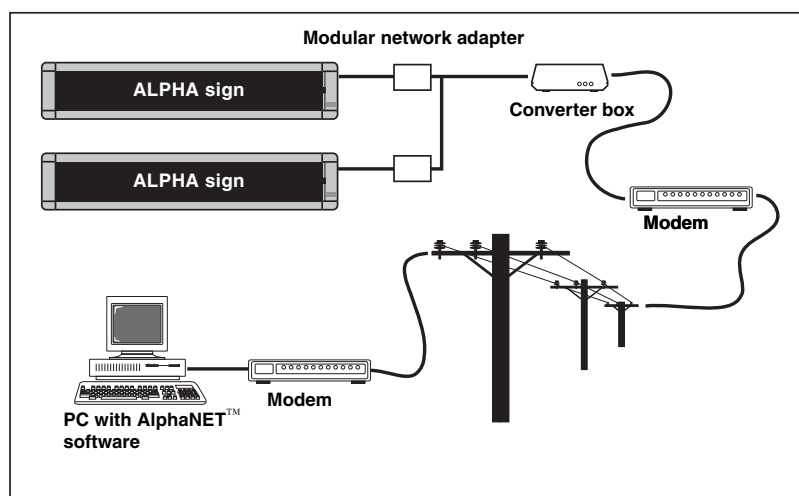 Modular network adapter
ALPHA sign
Converter box
ALPHA sign
Modem
PC with AlphaNET™
software
Modem